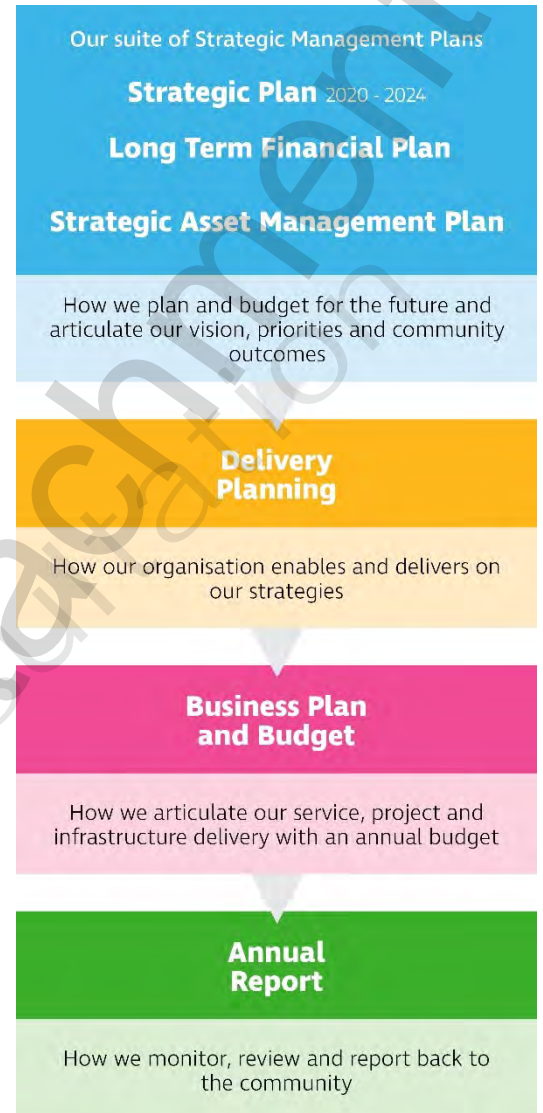 Our suite of Strategic Management Plans
Strategic Plan 2020 - 2024
Long Term Financial Plan
Strategic Asset Management Plan
How we plan and budget for the future and
articulate our vision, priorities and community
outcomes
Delivery
Planning
How our organisation enables and delivers on
our strategies
Business Plan
and Budget
How we articulate our service, project and
infrastructure delivery with an annual budget
Annual
Report
How we monitor, review and report back to
the community